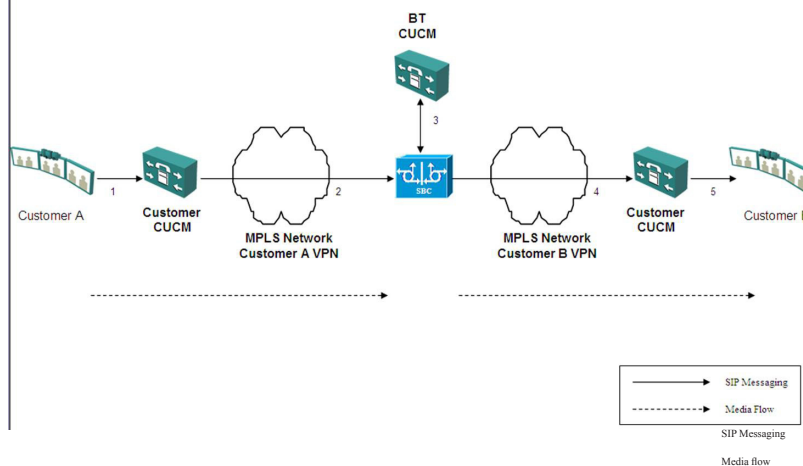 BT
CUCM
3
1
2
SBC
4
5
Customer A
Customer
CUCM
MPLS Network
Customer A VPN
MPLS Network
Customer B VPN
Customer
CUCM
Customer
SIP Messaging
Media Flow
SIP Messaging
Media flow